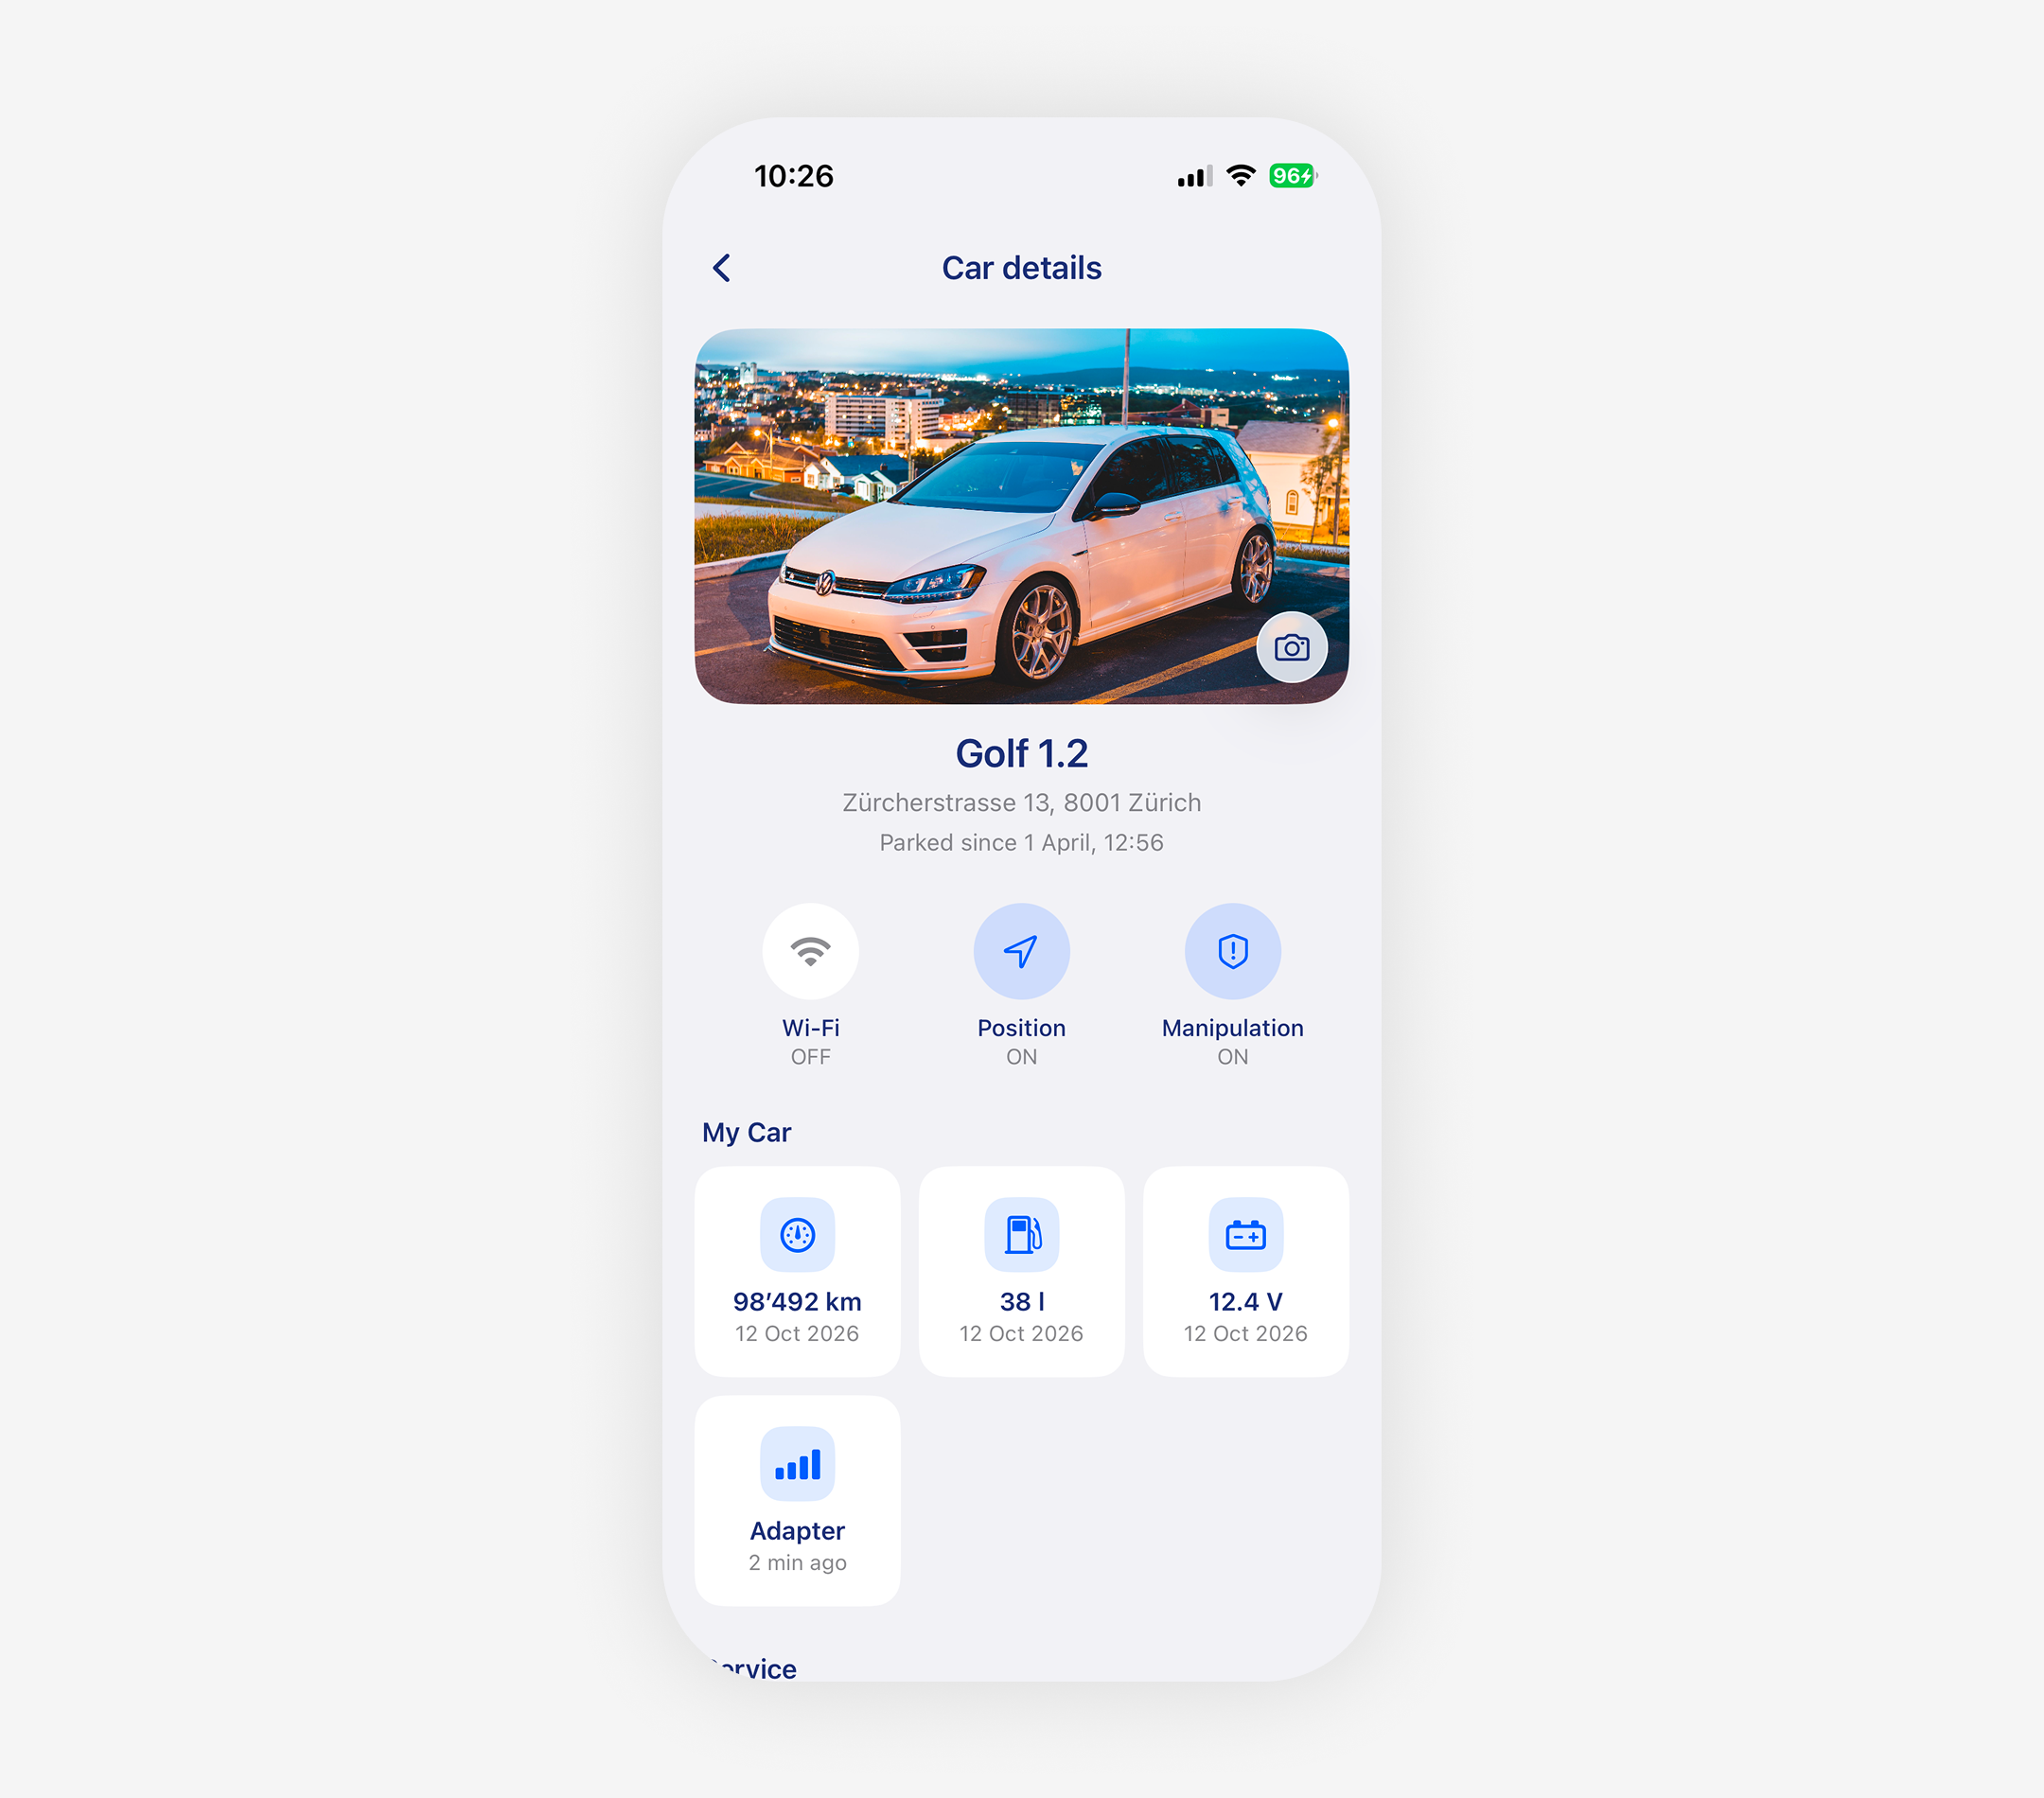 10:26
96
Car details
Golf 1.2
Zürcherstrasse 13, 8001 Zürich
Parked since 1 April, 12:56
Wi-Fi Position Manipulation
OFF ON ON
My Car
98’492 km 38 l 12.4 V
12 Oct 2026 12 Oct 2026 12 Oct 2026
Adapter
2 min ago
Service